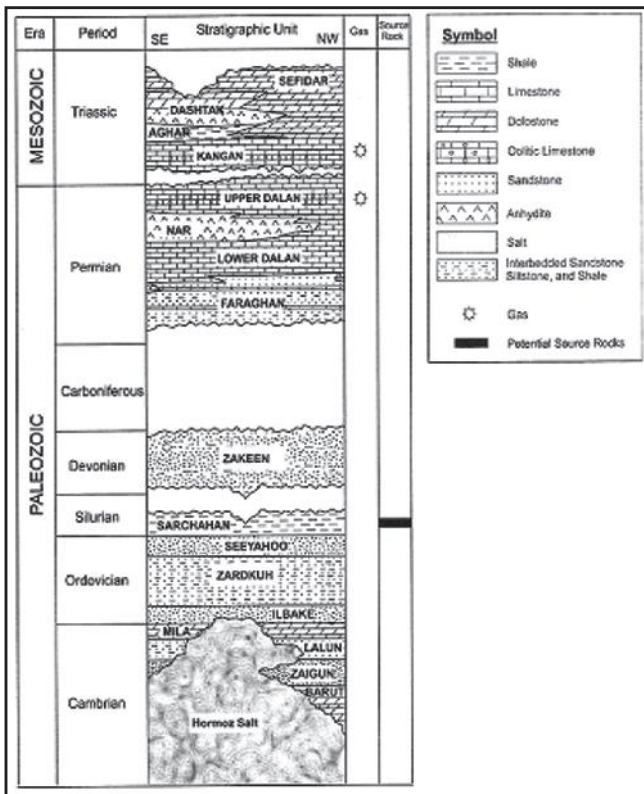 Era
Period
Stratigraphic Unit
SE
NW
Gas
Source
Rock
MESOZOIC
Triassic
SEFIDAR
DASHTAK
AGHAR
KANGAN
PALEOZOIC
Permian
UPPER DALAN
NAR
LOWER DALAN
FARAGHAN
Carboniferous
Devonian
ZAKEEN
Silurian
SARCHAHAN
Ordovician
SEEYAHOO
ZARDKUH
ILBAKE
Cambrian
MILA
LALUN
ZAIGUN
BARUT
Hormoz Salt
Symbol
Shale
Limestone
Dolostone
Oolitic Limestone
Sandstone
Anhydite
Salt
Interbedded Sandstone
Siltstone, and Shale
Gas
Potential Source Rocks